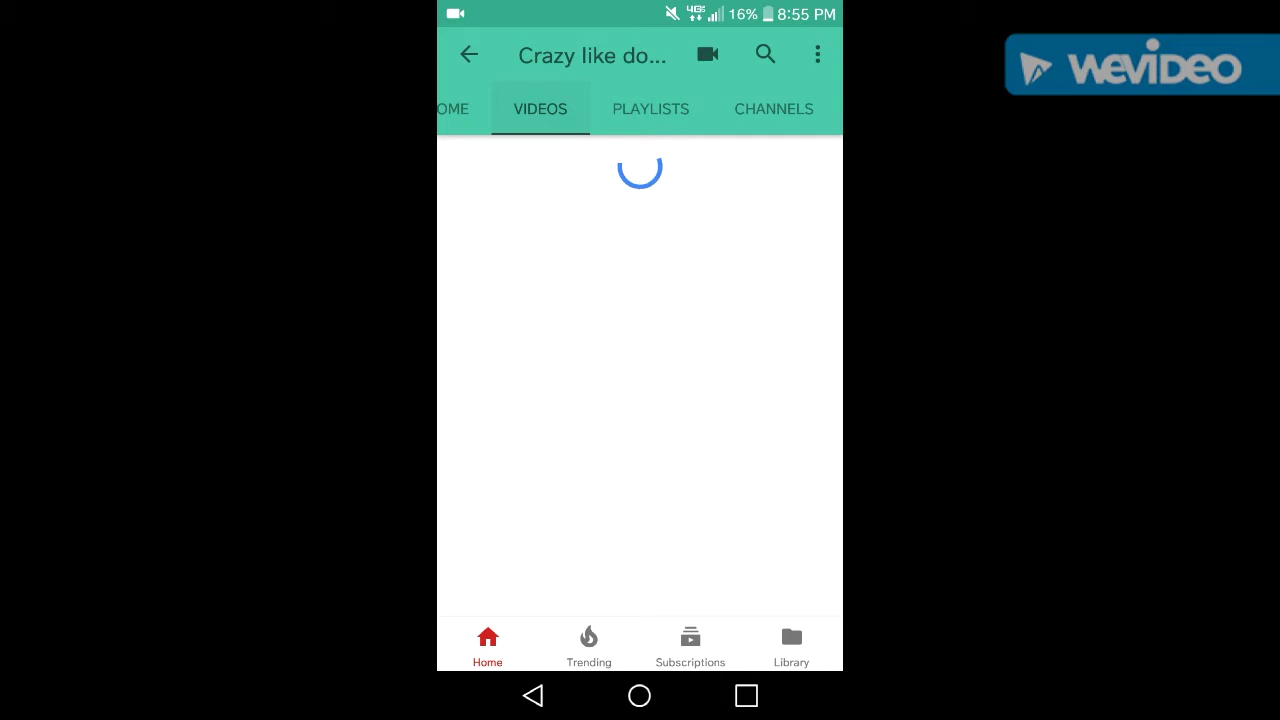 4G 16% 8:55 PM
Crazy like do...
OME VIDEOS PLAYLISTS CHANNELS
WEVIDEO
Home Trending Subscriptions Library